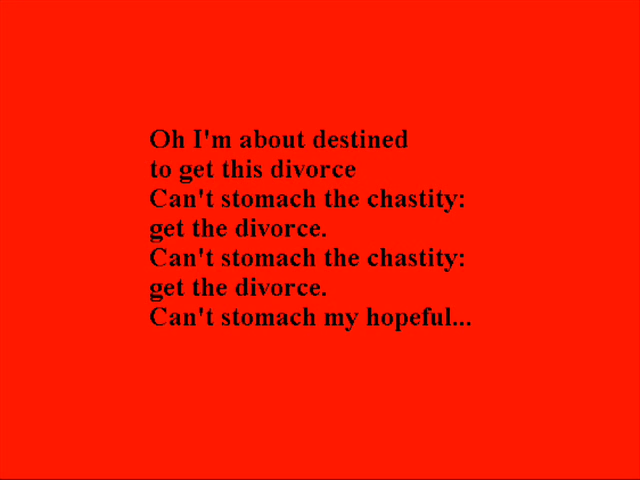 Oh I'm about destined
to get this divorce
Can't stomach the chastity:
get the divorce.
Can't stomach the chastity:
get the divorce.
Can't stomach my hopeful...